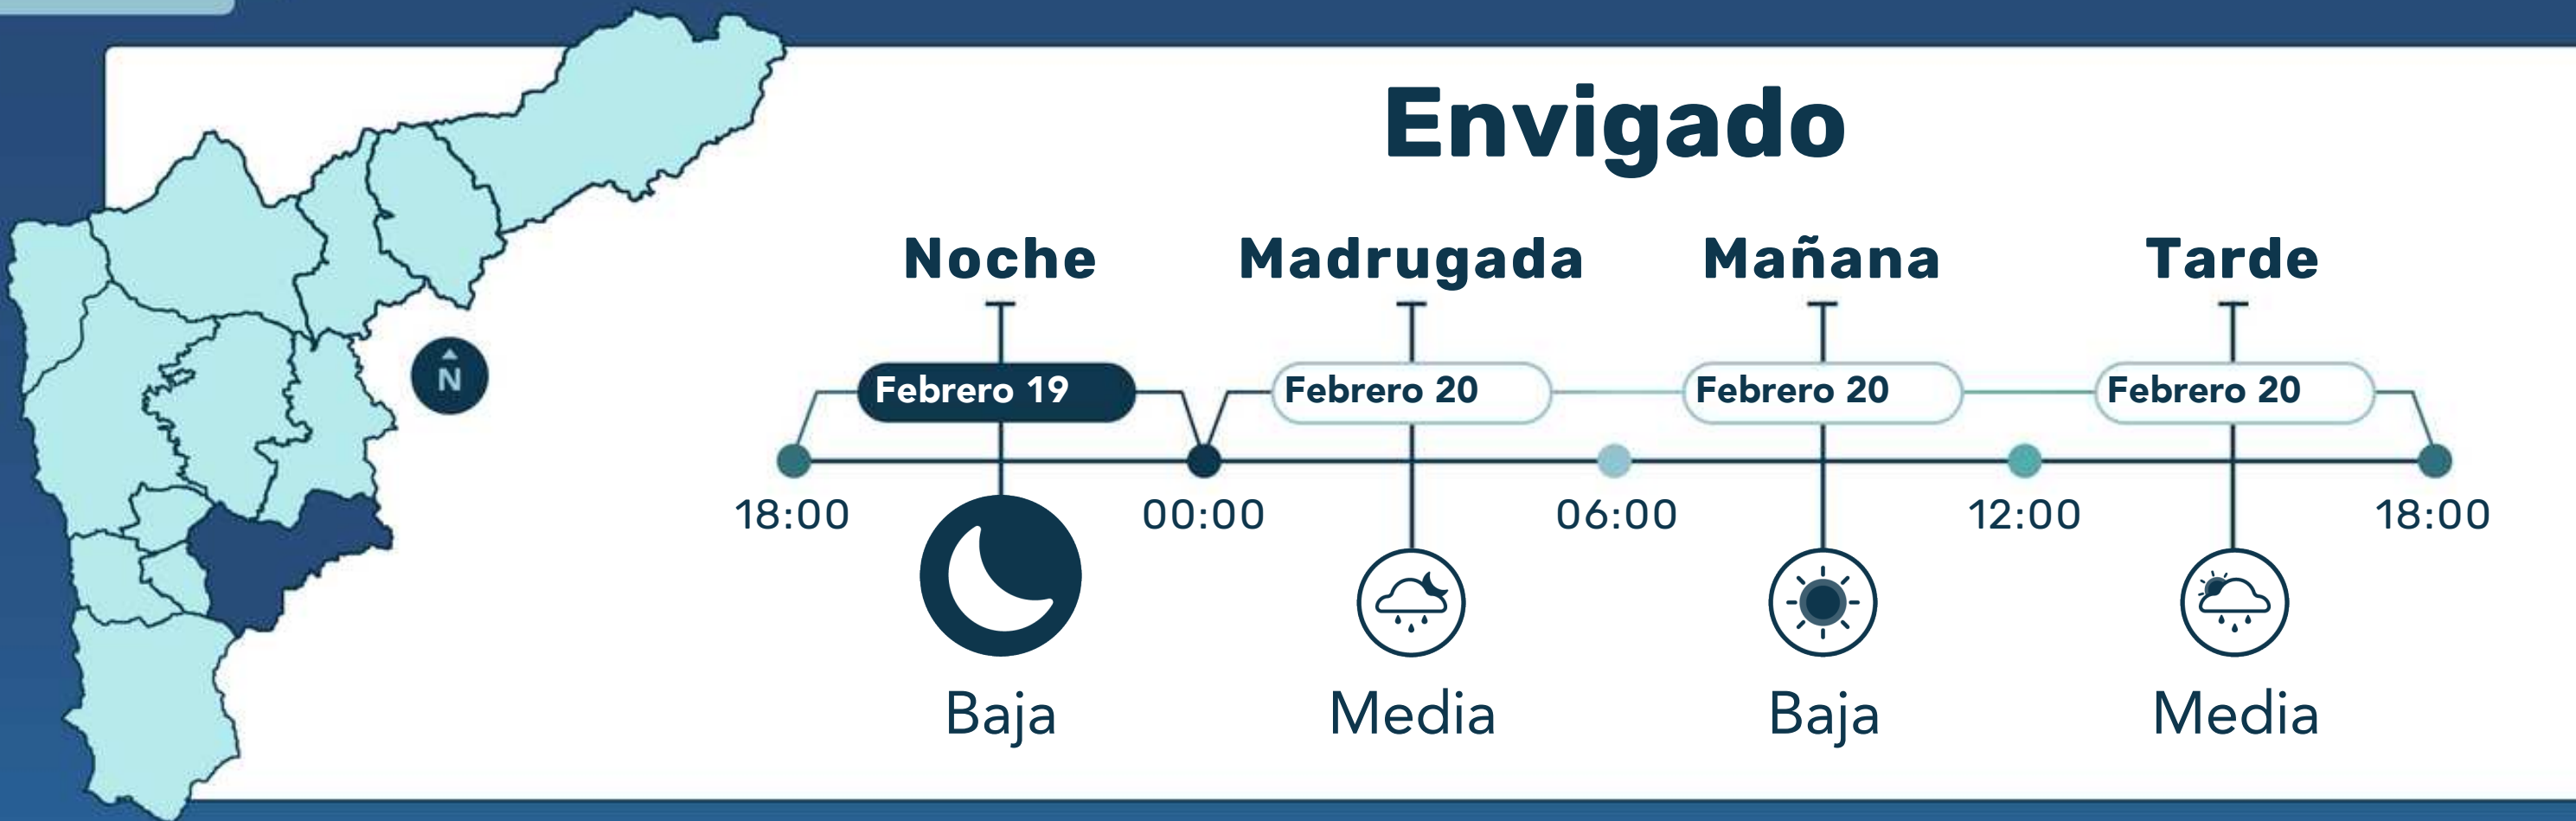 Envigado
Noche
Madrugada
Mañana
Tarde
Febrero 19
Febrero 20
Febrero 20
Febrero 20
N
18:00
00:00
06:00
12:00
18:00
Baja
Media
Baja
Media